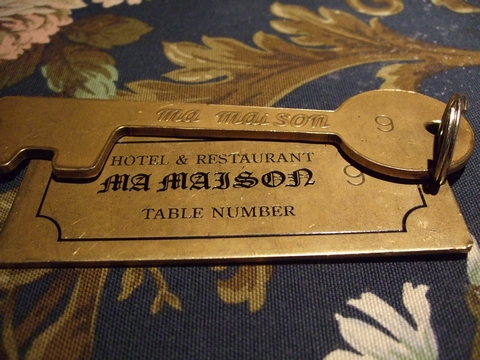 ma maison 9
HOTEL & RESTAURANT
MA MAISON 9
TABLE NUMBER